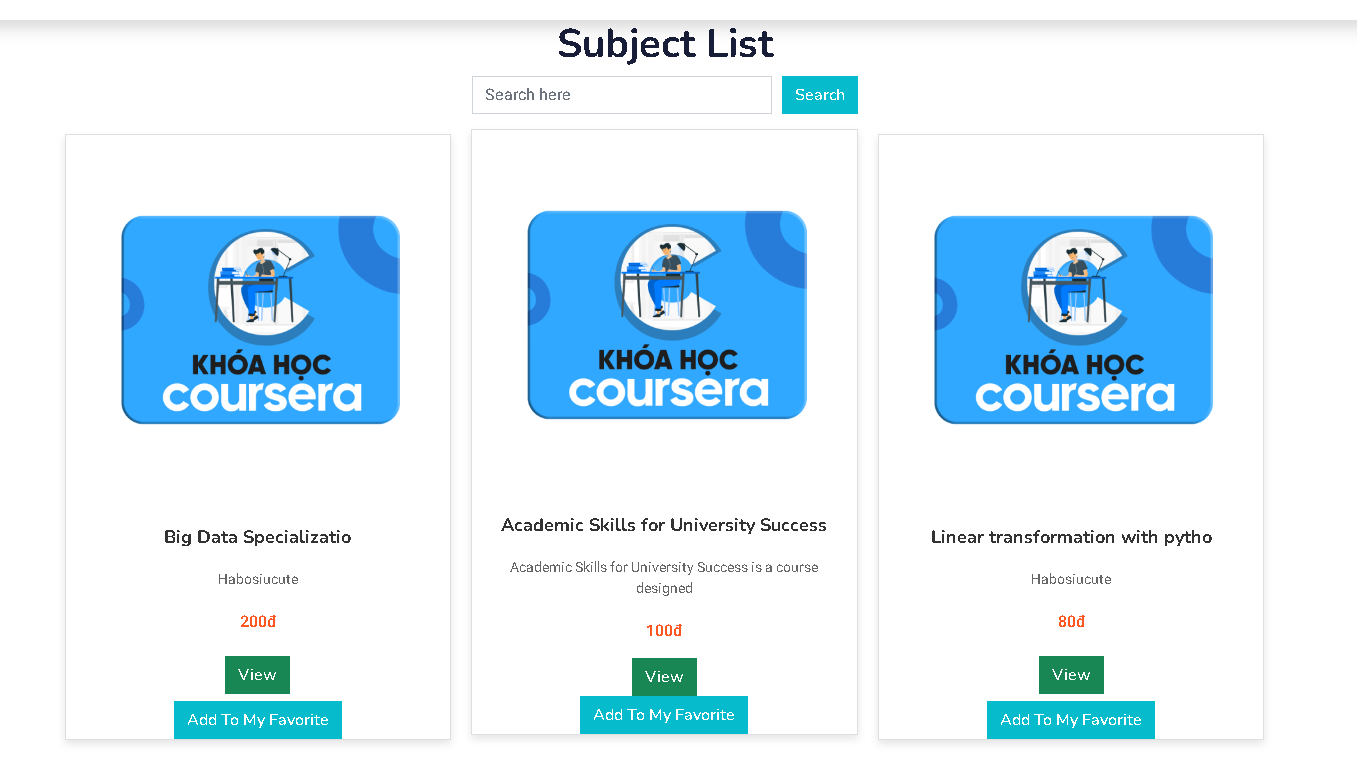 Subject List
Search here
Search
KHÓA HỌC
coursera
Big Data Specializatio
Habosiucute
200đ
View
Add To My Favorite
KHÓA HỌC
coursera
Academic Skills for University Success
Academic Skills for University Success is a course
designed
100đ
View
Add To My Favorite
KHÓA HỌC
coursera
Linear transformation with pytho
Habosiucute
80đ
View
Add To My Favorite